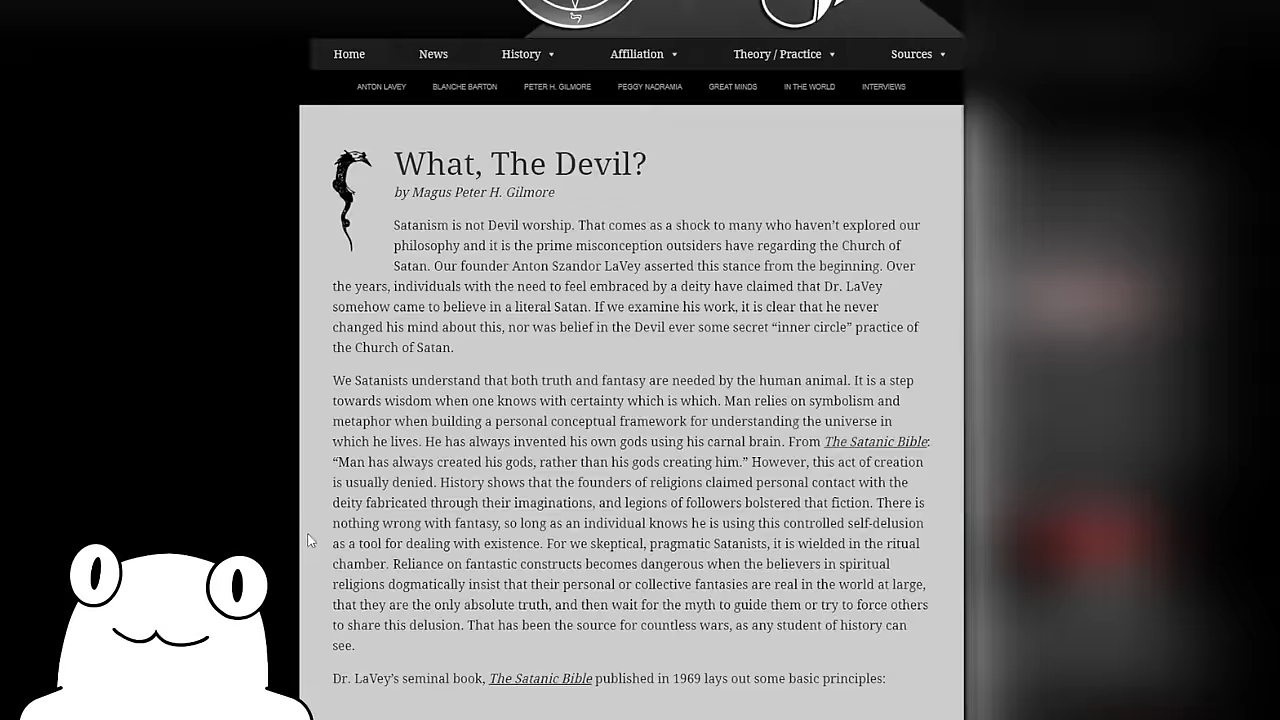 Home News History Affiliation Theory / Practice Sources
ANTON LAVEY BLANCHE BARTON PETER H. GILMORE PEGGY NADRAMIA GREAT MINDS IN THE WORLD INTERVIEWS
What, The Devil?
by Magus Peter H. Gilmore
Satanism is not Devil worship. That comes as a shock to many who haven’t explored our
philosophy and it is the prime misconception outsiders have regarding the Church of
Satan. Our founder Anton Szandor LaVey asserted this stance from the beginning. Over
the years, individuals with the need to feel embraced by a deity have claimed that Dr. LaVey
somehow came to believe in a literal Satan. If we examine his work, it is clear that he never
changed his mind about this, nor was belief in the Devil ever some secret “inner circle” practice of
the Church of Satan.
We Satanists understand that both truth and fantasy are needed by the human animal. It is a step
towards wisdom when one knows with certainty which is which. Man relies on symbolism and
metaphor when building a personal conceptual framework for understanding the universe in
which he lives. He has always invented his own gods using his carnal brain. From The Satanic Bible:
“Man has always created his gods, rather than his gods creating him.” However, this act of creation
is usually denied. History shows that the founders of religions claimed personal contact with the
deity fabricated through their imaginations, and legions of followers bolstered that fiction. There is
nothing wrong with fantasy, so long as an individual knows he is using this controlled self-delusion
as a tool for dealing with existence. For we skeptical, pragmatic Satanists, it is wielded in the ritual
chamber. Reliance on fantastic constructs becomes dangerous when the believers in spiritual
religions dogmatically insist that their personal or collective fantasies are real in the world at large,
that they are the only absolute truth, and then wait for the myth to guide them or try to force others
to share this delusion. That has been the source for countless wars, as any student of history can
see.
Dr. LaVey’s seminal book, The Satanic Bible published in 1969 lays out some basic principles: